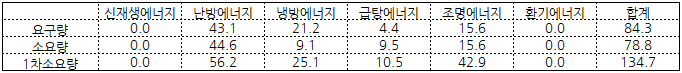 신재생에너지 난방에너지 냉방에너지 급탕에너지 조명에너지 환기에너지 합계
요구량 0.0 43.1 21.2 4.4 15.6 0.0 84.3
소요량 0.0 44.6 9.1 9.5 15.6 0.0 78.8
1차소요량 0.0 56.2 25.1 10.5 42.9 0.0 134.7